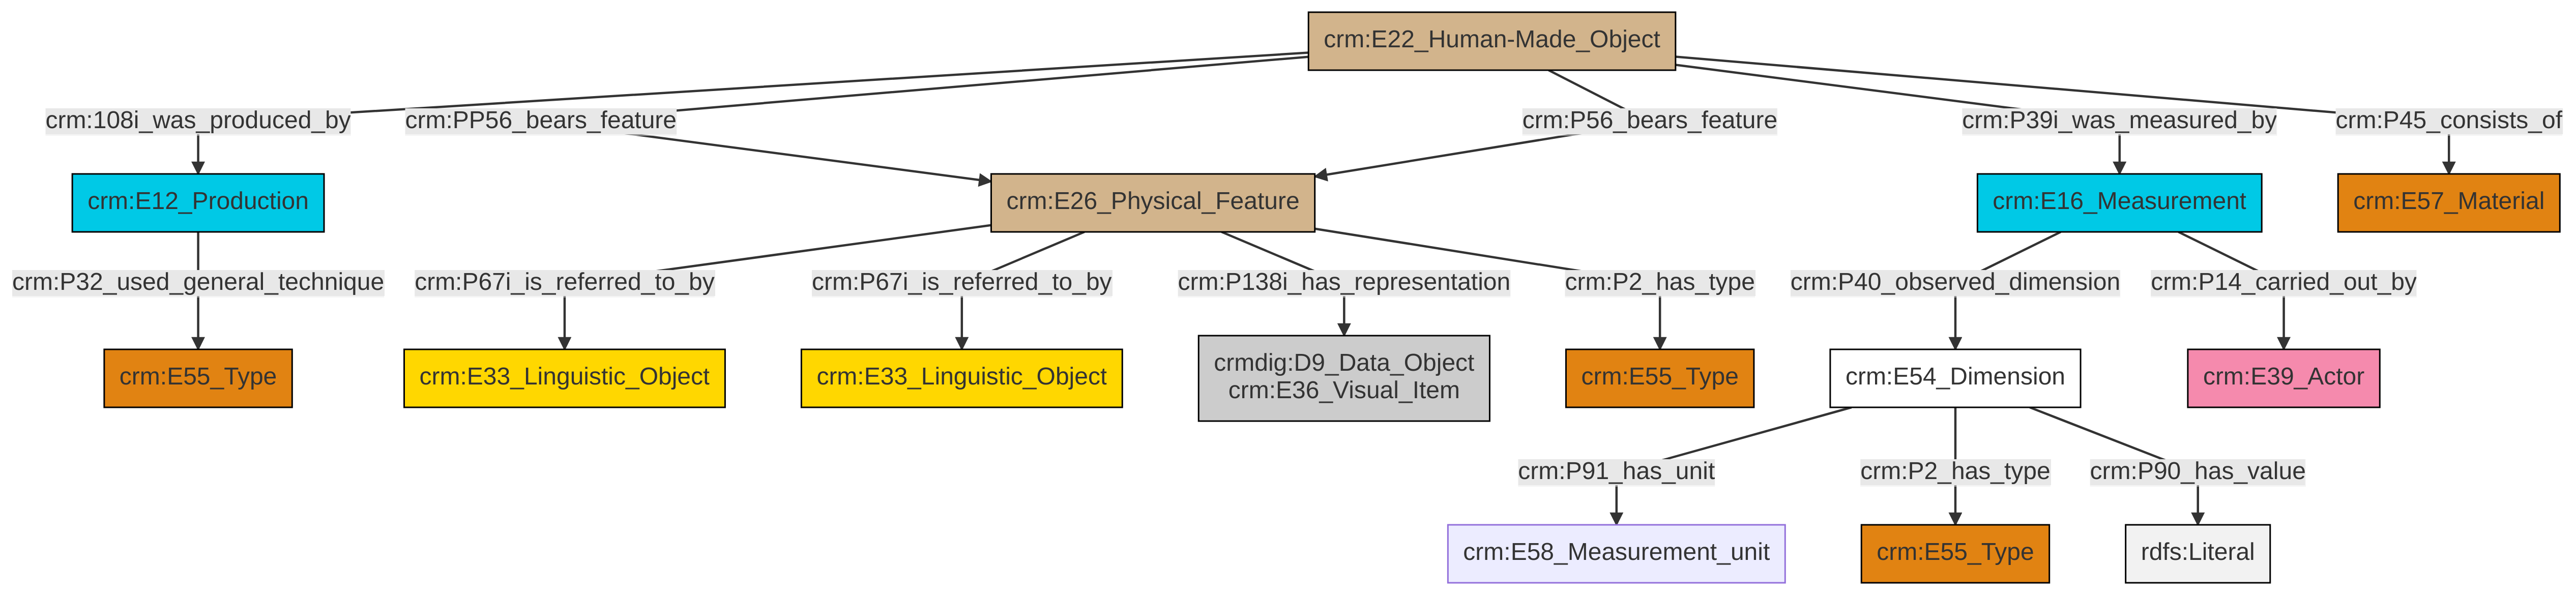 crm:E22_Human-Made_Object
crm:108i_was_produced_by
crm:PP56_bears_feature
crm:P56_bears_feature
crm:P39i_was_measured_by
crm:P45_consists_of
crm:E12_Production
crm:E26_Physical_Feature
crm:E16_Measurement
crm:E57_Material
crm:P32_used_general_technique
crm:P67i_is_referred_to_by
crm:P67i_is_referred_to_by
crm:P138i_has_representation
crm:P2_has_type
crm:P40_observed_dimension
crm:P14_carried_out_by
crm:E55_Type
crm:E33_Linguistic_Object
crm:E33_Linguistic_Object
crmdig:D9_Data_Object
crm:E36_Visual_Item
crm:E55_Type
crm:E54_Dimension
crm:E39_Actor
crm:P91_has_unit
crm:P2_has_type
crm:P90_has_value
crm:E58_Measurement_unit
crm:E55_Type
rdfs:Literal